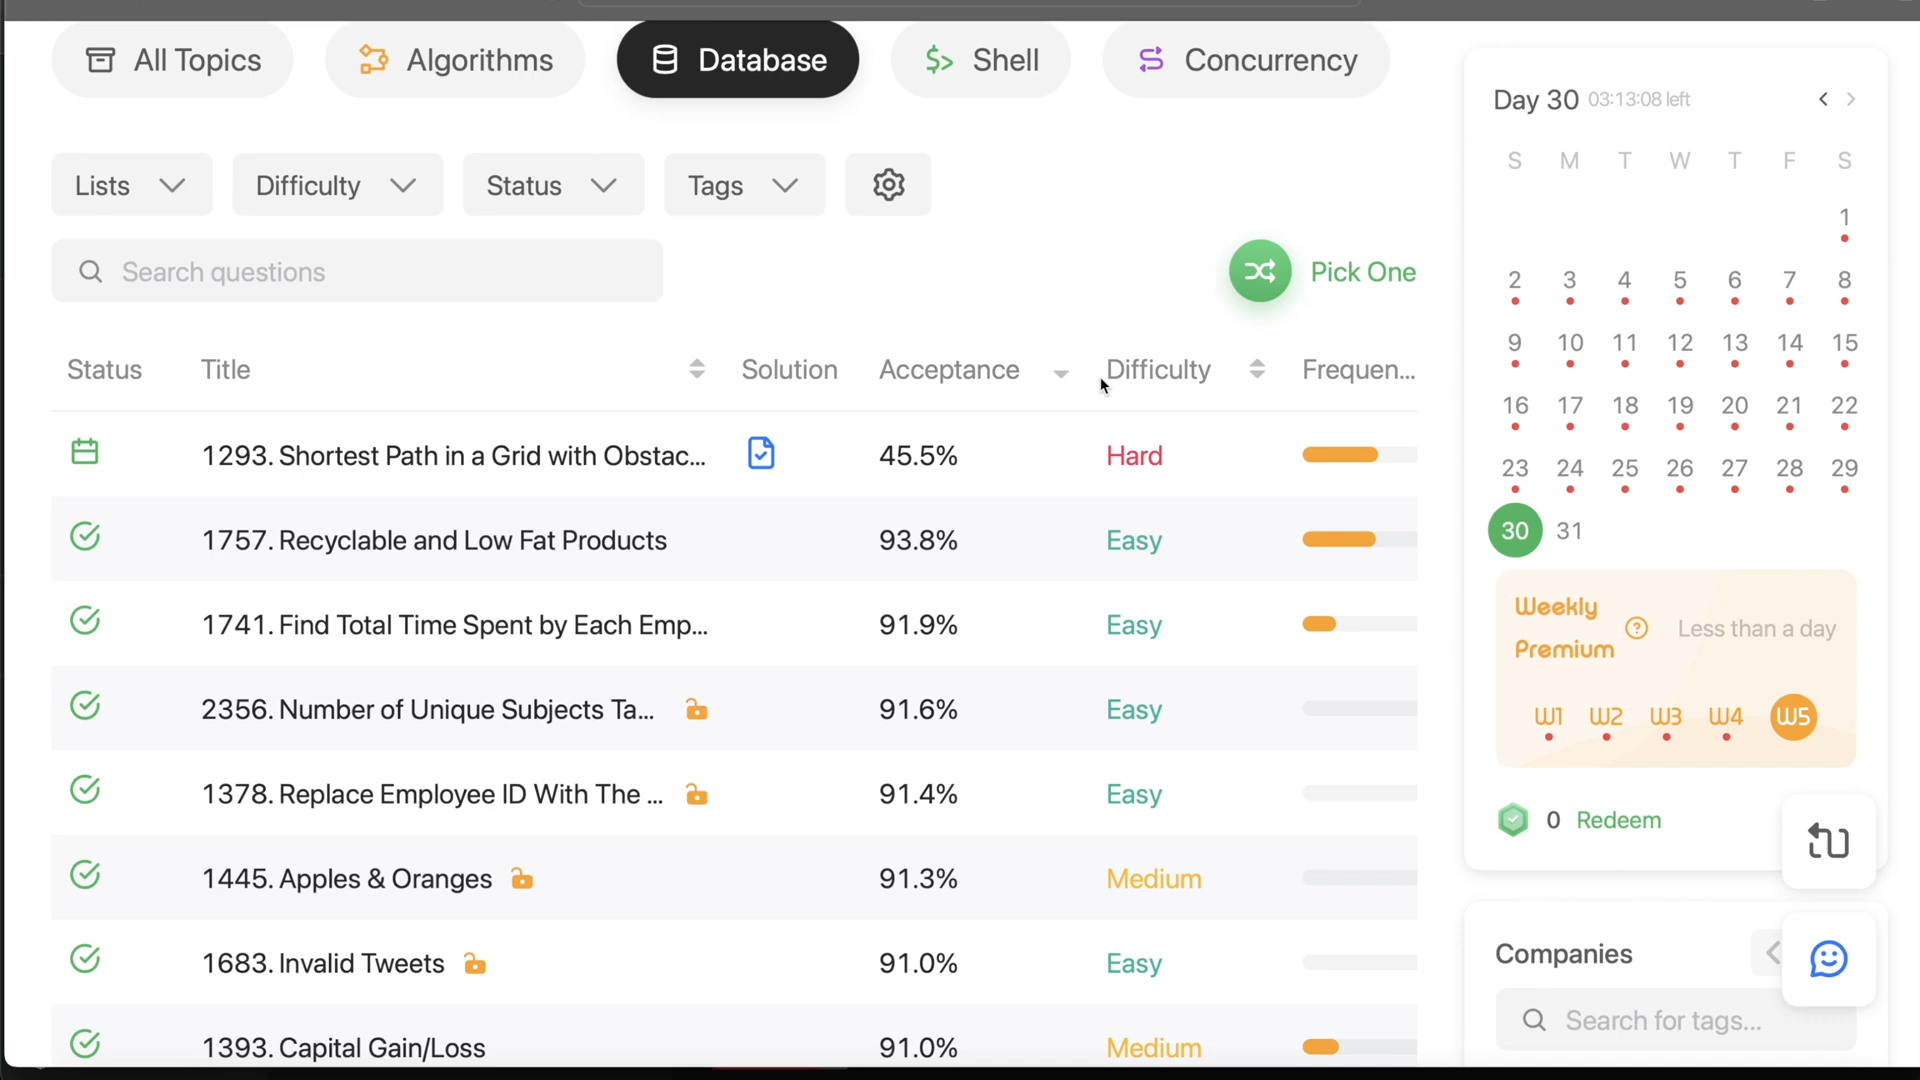 All Topics
Algorithms
Database
Shell
Concurrency
Lists
Difficulty
Status
Tags
Search questions
Pick One
Status Title Solution Acceptance Difficulty Frequen...
1293. Shortest Path in a Grid with Obstac... 45.5% Hard
1757. Recyclable and Low Fat Products 93.8% Easy
1741. Find Total Time Spent by Each Emp... 91.9% Easy
2356. Number of Unique Subjects Ta... 91.6% Easy
1378. Replace Employee ID With The ... 91.4% Easy
1445. Apples & Oranges 91.3% Medium
1683. Invalid Tweets 91.0% Easy
1393. Capital Gain/Loss 91.0% Medium
Day 30 03:13:08 left
S M T W T F S
1
2 3 4 5 6 7 8
9 10 11 12 13 14 15
16 17 18 19 20 21 22
23 24 25 26 27 28 29
30 31
Weekly
Premium
? Less than a day
W1 W2 W3 W4 W5
0 Redeem
Companies
Search for tags...